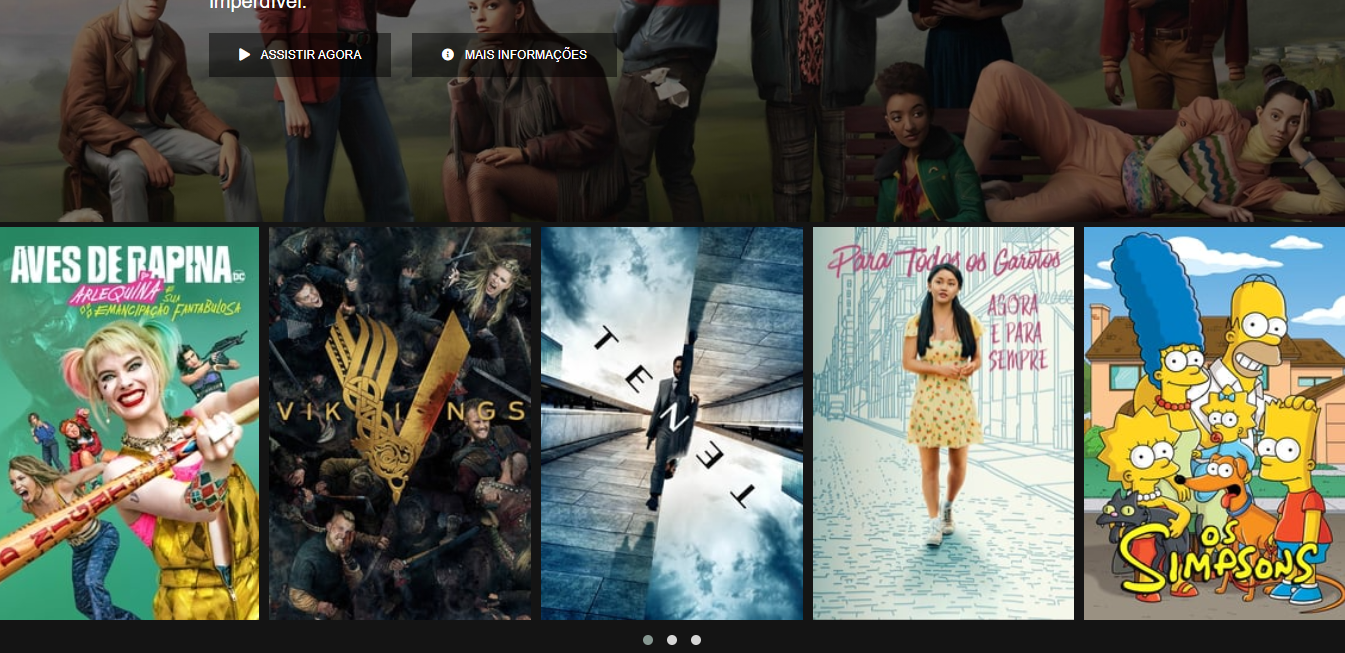 imperdível.
ASSISTIR AGORA
MAIS INFORMAÇÕES
AVES DE RAPINA
DC
ARLEQUINA E SUA
EMANCIPAÇÃO FANTABULOSA
VIKINGS
TENET
Para Todos os Garotos
AGORA
E PARA
SEMPRE
OS
SIMPSONS